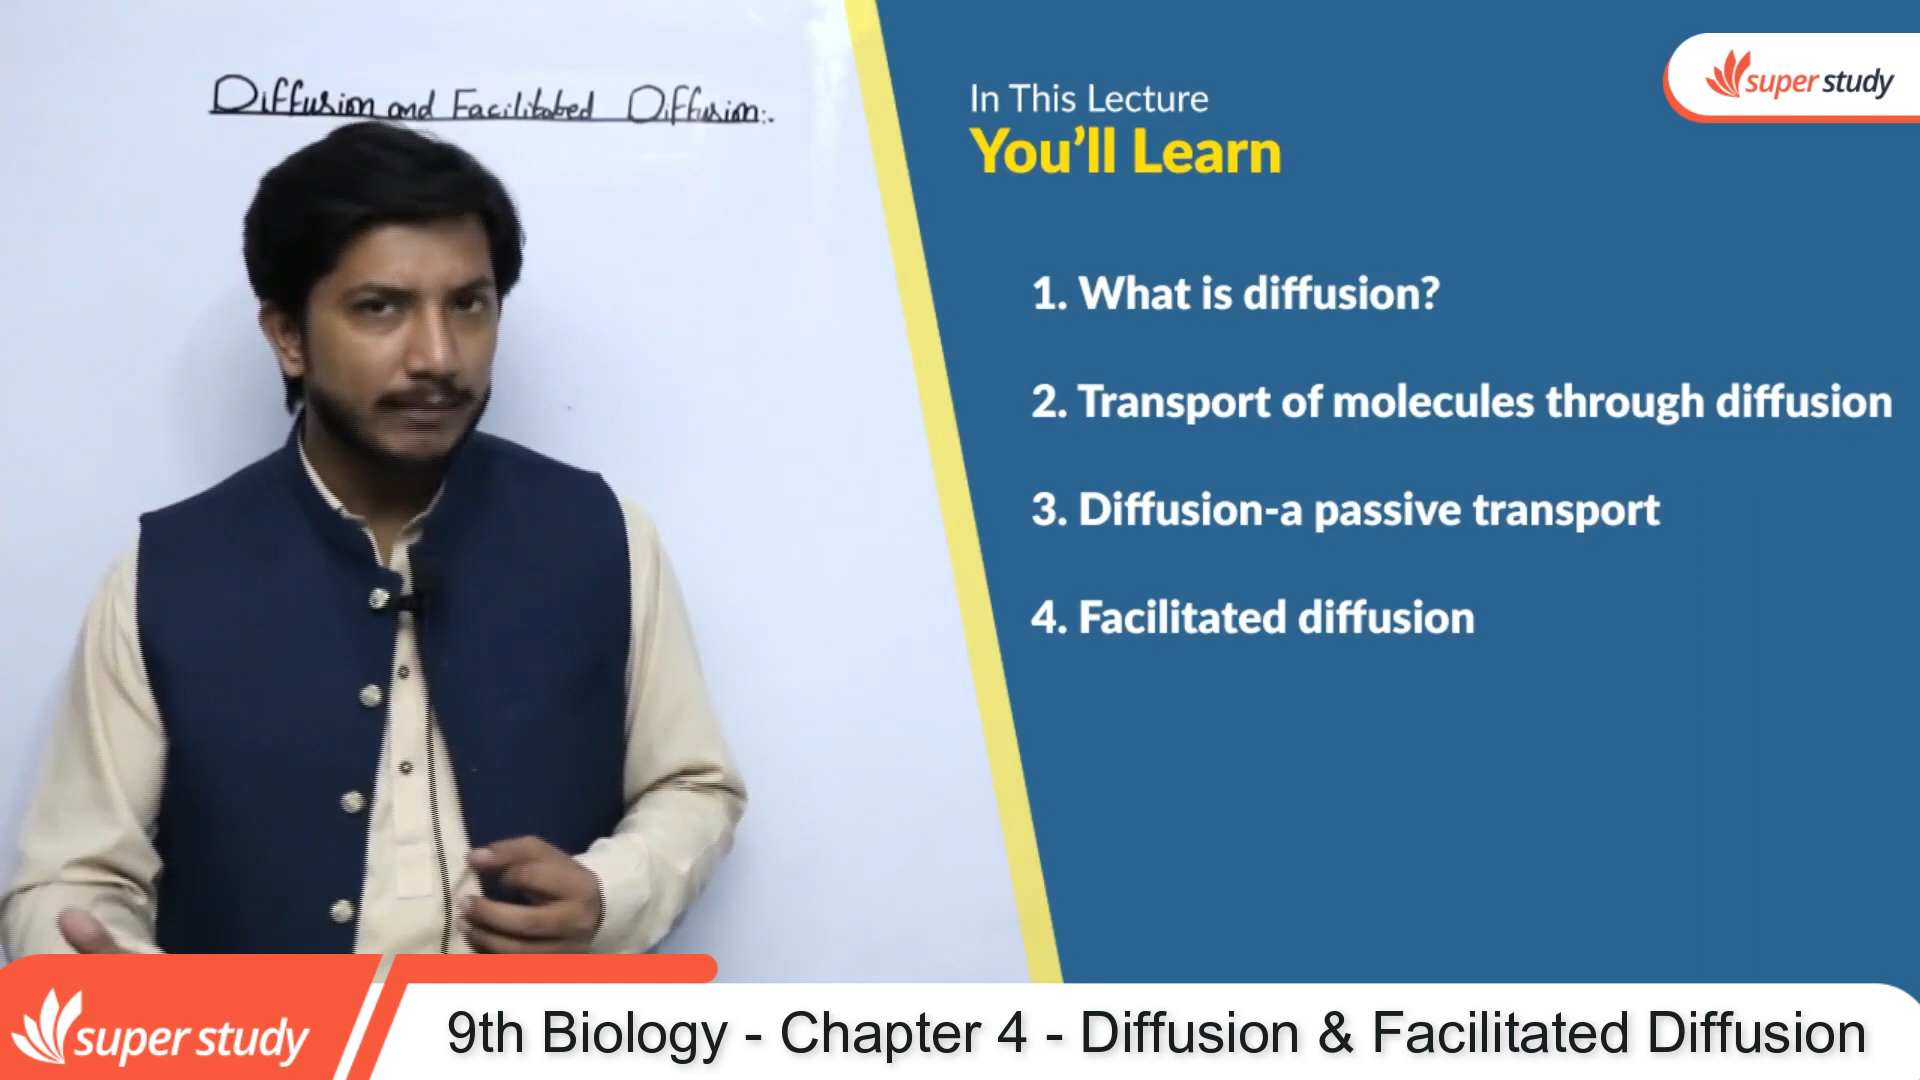 Diffusion and Facilitated Diffusion:.
In This Lecture
You'll Learn
super study
1. What is diffusion?
2. Transport of molecules through diffusion
3. Diffusion-a passive transport
4. Facilitated diffusion
super study
9th Biology - Chapter 4 - Diffusion & Facilitated Diffusion